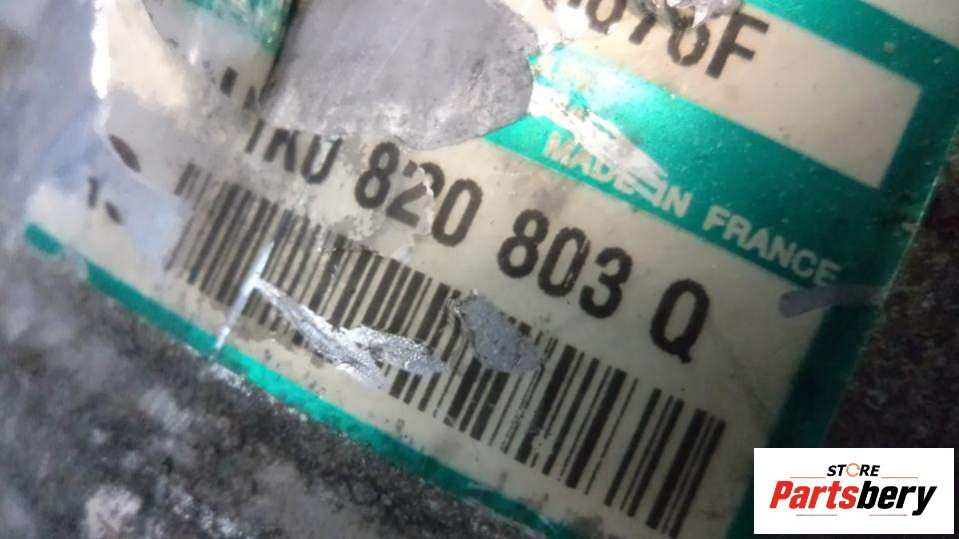 MADE IN FRANCE
1K0 820 803 Q
STORE
Partsbery